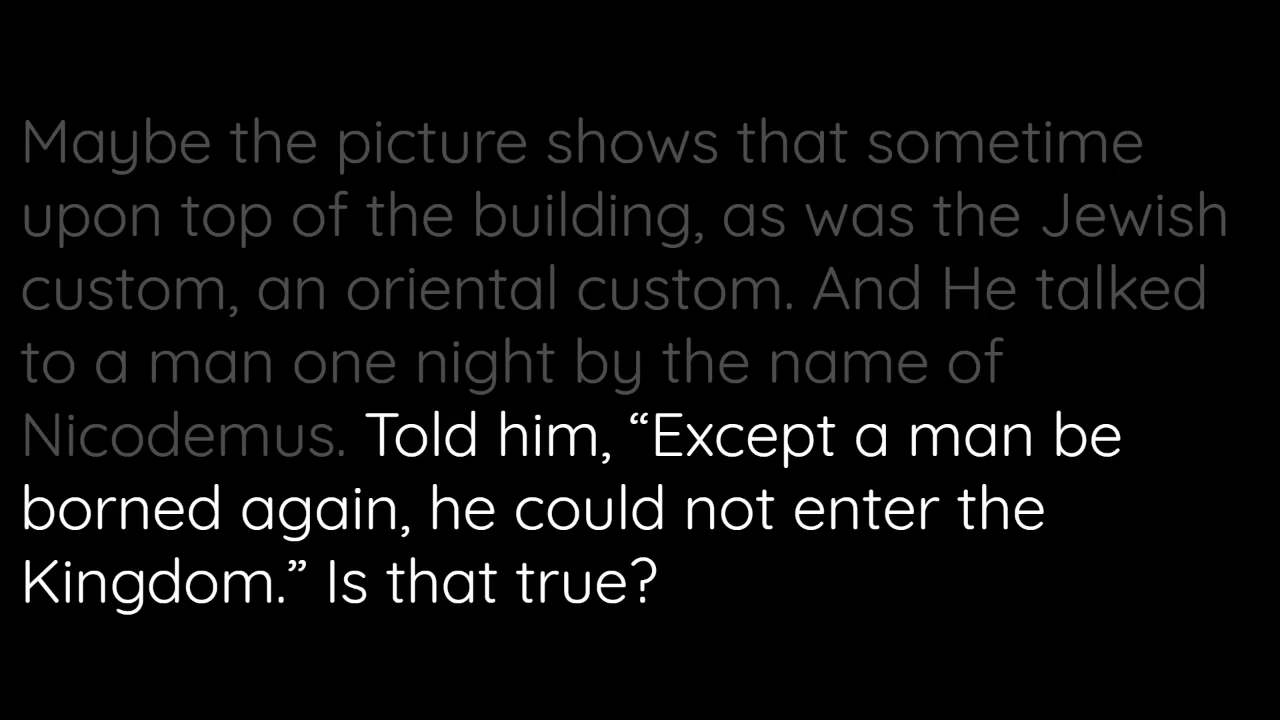 Maybe the picture shows that sometime
upon top of the building, as was the Jewish
custom, an oriental custom. And He talked
to a man one night by the name of
Nicodemus. Told him, “Except a man be
borned again, he could not enter the
Kingdom.” Is that true?